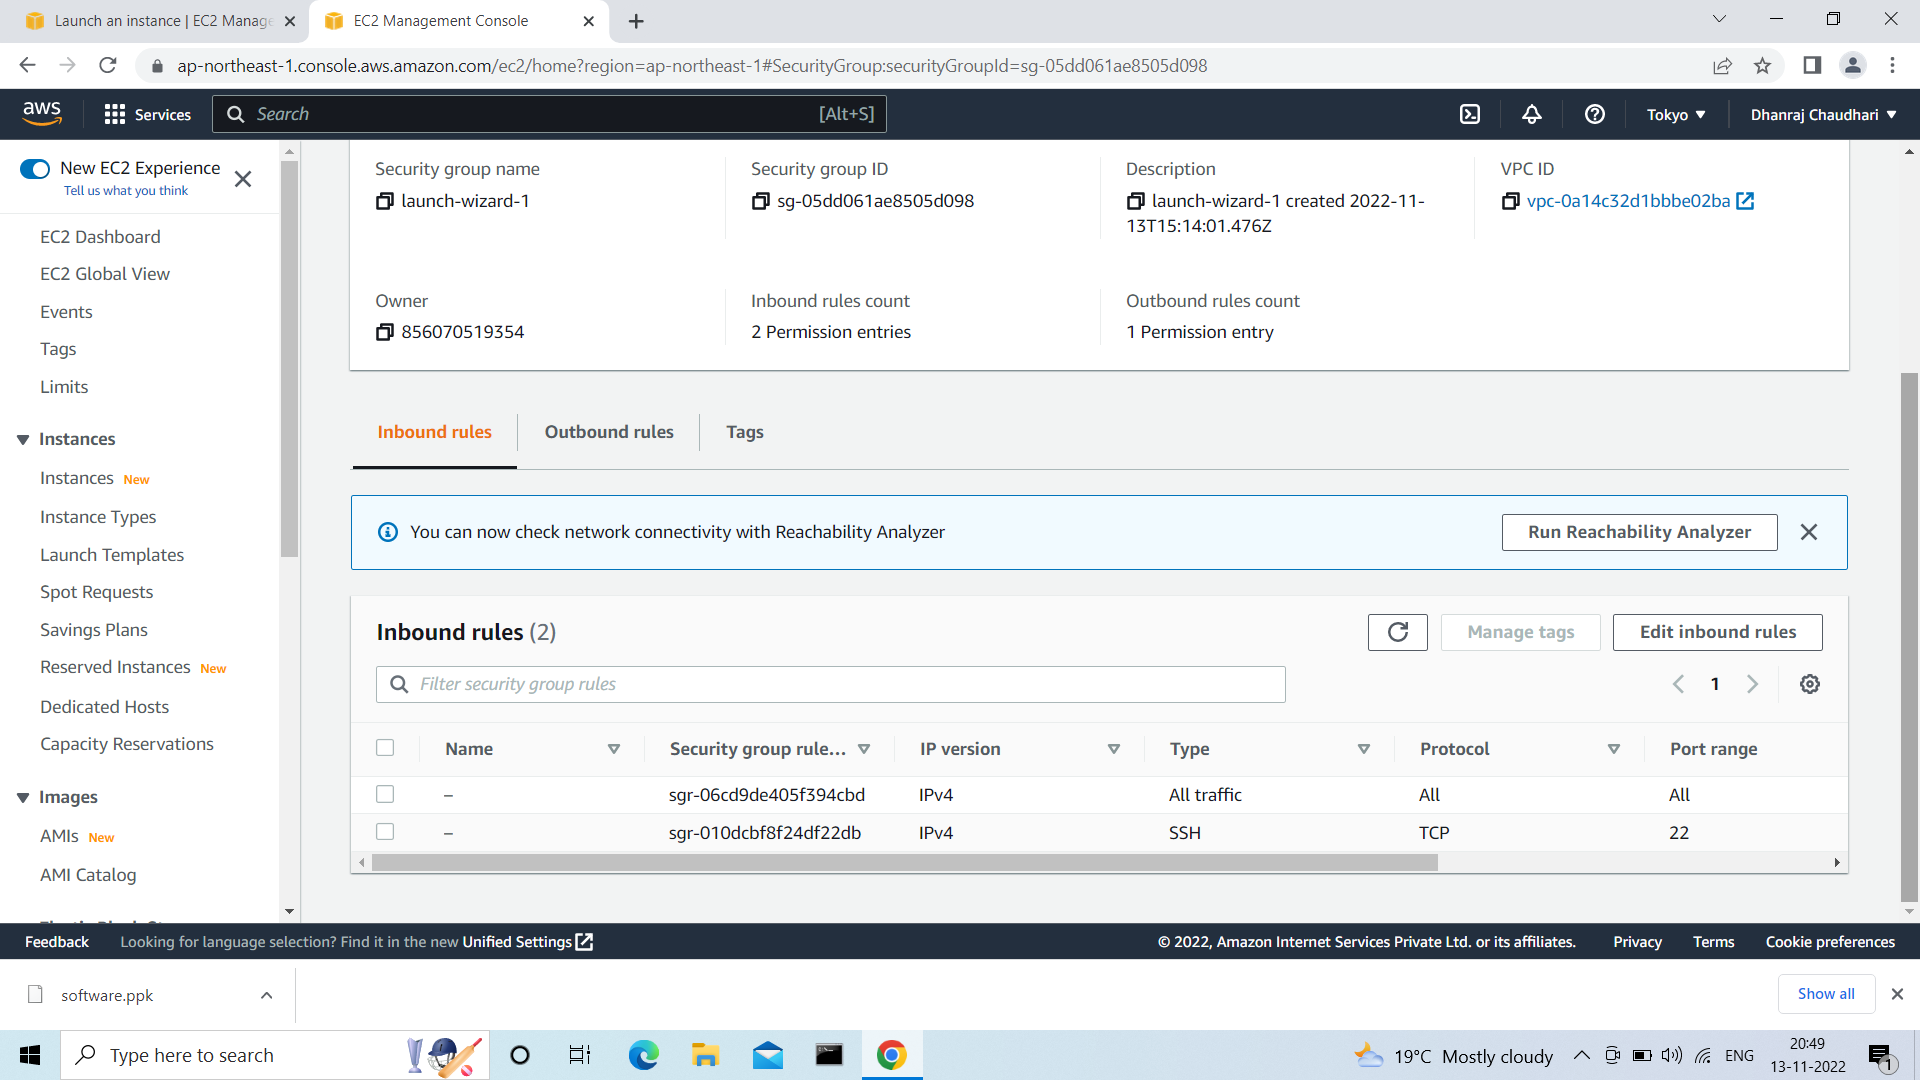 Launch an instance | EC2 Manage
EC2 Management Console
ap-northeast-1.console.aws.amazon.com/ec2/home?region=ap-northeast-1#SecurityGroup:securityGroupId=sg-05dd061ae8505d098
aws
Services
Search
[Alt+S]
Tokyo
Dhanraj Chaudhari
New EC2 Experience
Tell us what you think
EC2 Dashboard
EC2 Global View
Events
Tags
Limits
Instances
Instances New
Instance Types
Launch Templates
Spot Requests
Savings Plans
Reserved Instances New
Dedicated Hosts
Capacity Reservations
Images
AMIs New
AMI Catalog
Security group name
launch-wizard-1
Security group ID
sg-05dd061ae8505d098
Description
launch-wizard-1 created 2022-11-
13T15:14:01.476Z
VPC ID
vpc-0a14c32d1bbbe02ba
Owner
856070519354
Inbound rules count
2 Permission entries
Outbound rules count
1 Permission entry
Inbound rules
Outbound rules
Tags
You can now check network connectivity with Reachability Analyzer
Run Reachability Analyzer
Inbound rules (2)
Manage tags
Edit inbound rules
Filter security group rules
1
Name
Security group rule...
IP version
Type
Protocol
Port range
– sgr-06cd9de405f394cbd IPv4 All traffic All All
– sgr-010dcbf8f24df22db IPv4 SSH TCP 22
Feedback
Looking for language selection? Find it in the new Unified Settings
© 2022, Amazon Internet Services Private Ltd. or its affiliates.
Privacy
Terms
Cookie preferences
software.ppk
Show all
Type here to search
19°C Mostly cloudy
ENG
20:49
13-11-2022
1